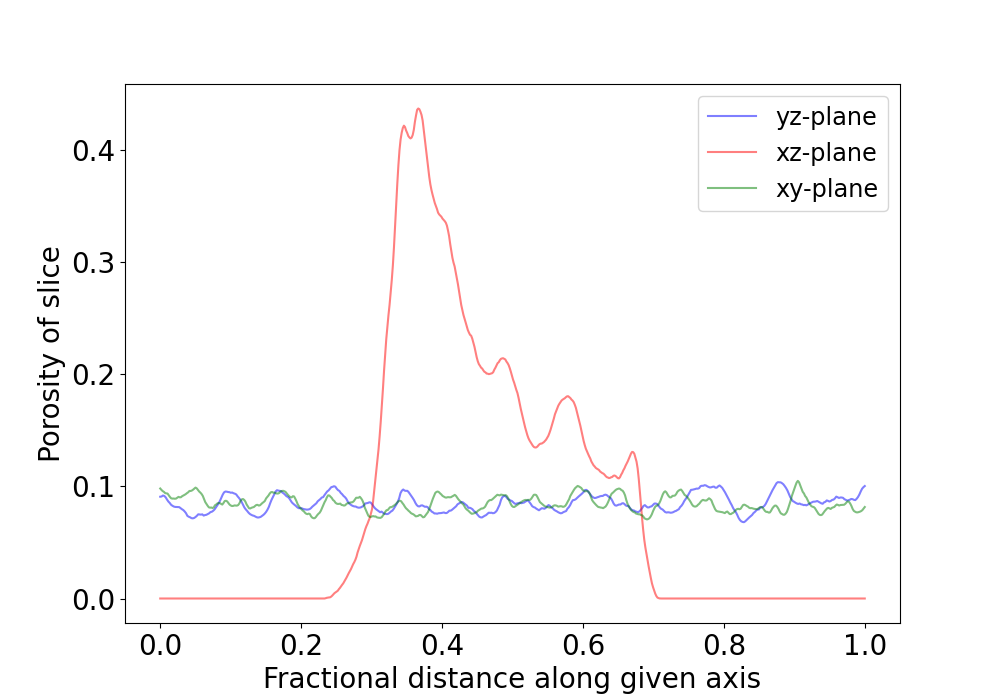 yz-plane
xz-plane
xy-plane
Porosity of slice
0.4
0.3
0.2
0.1
0.0
0.0 0.2 0.4 0.6 0.8 1.0
Fractional distance along given axis